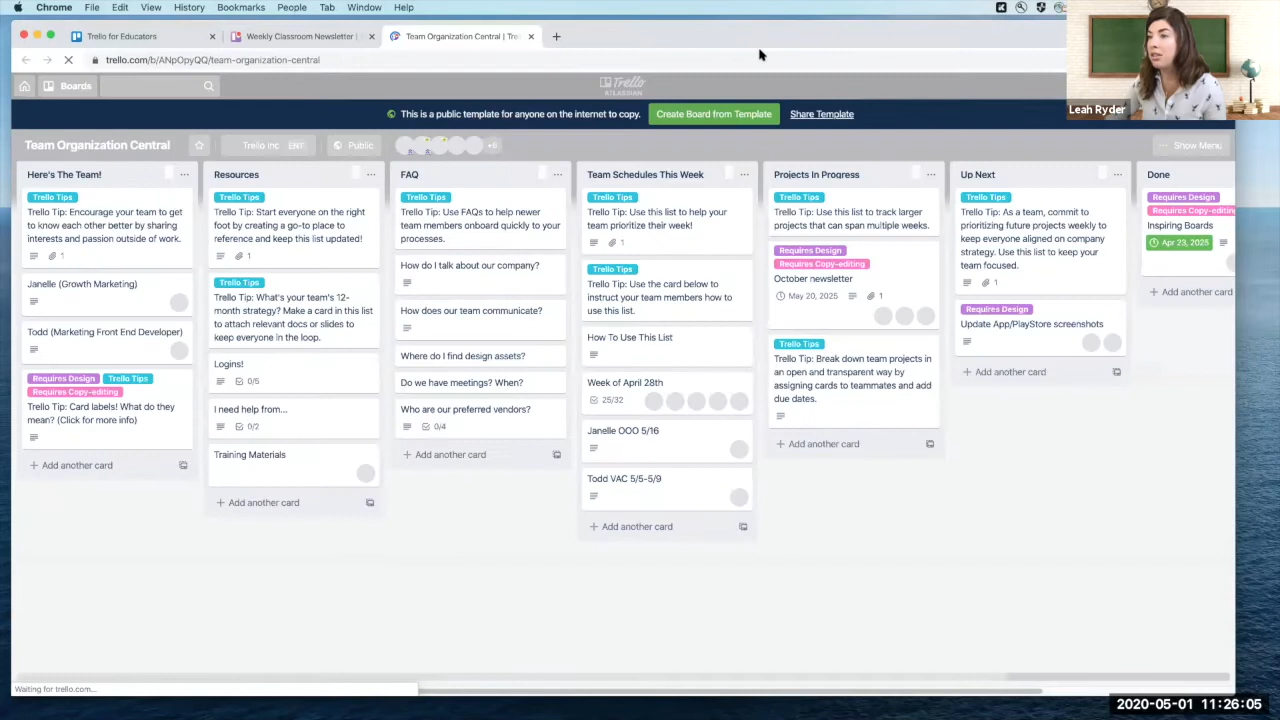 Chrome File Edit View History Bookmarks People Tab Window Help
Trello for Educators
Weekly Classroom Newsletter |
Team Organization Central | Tre
trello.com/b/ANpOpyQQ/team-organization-central
Boards
Trello
ATLASSIAN
This is a public template for anyone on the internet to copy.
Create Board from Template
Share Template
Leah Ryder
Team Organization Central
Trello Inc
ENT
Public
+6
Show Menu
Here's The Team!
Trello Tips
Trello Tip: Encourage your team to get
to know each other better by sharing
interests and passion outside of work.
1
Janelle (Growth Marketing)
Todd (Marketing Front End Developer)
Requires Design Trello Tips
Requires Copy-editing
Trello Tip: Card labels! What do they
mean? (Click for more info)
+ Add another card
Resources
Trello Tips
Trello Tip: Start everyone on the right
foot by creating a go-to place to
reference and keep this list updated!
1
Trello Tips
Trello Tip: What's your team's 12-
month strategy? Make a card in this list
to attach relevant docs or slides to
keep everyone in the loop.
Logins!
0/5
I need help from...
0/2
Training Materials
+ Add another card
FAQ
Trello Tips
Trello Tip: Use FAQs to help newer
team members onboard quickly to your
processes.
How do I talk about our company?
How does our team communicate?
Where do I find design assets?
Do we have meetings? When?
Who are our preferred vendors?
0/4
+ Add another card
Team Schedules This Week
Trello Tips
Trello Tip: Use this list to help your
team prioritize their week!
1
Trello Tips
Trello Tip: Use the card below to
instruct your team members how to
use this list.
How To Use This List
Week of April 28th
25/32
Janelle OOO 5/16
Todd VAC 5/5-5/9
+ Add another card
Projects In Progress
Trello Tips
Trello Tip: Use this list to track larger
projects that can span multiple weeks.
Requires Design
Requires Copy-editing
October newsletter
May 20, 2025
1
Trello Tips
Trello Tip: Break down team projects in
an open and transparent way by
assigning cards to teammates and add
due dates.
+ Add another card
Up Next
Trello Tips
Trello Tip: As a team, commit to
prioritizing future projects weekly to
keep everyone aligned on company
strategy. Use this list to keep your
team focused.
1
Requires Design
Update App/PlayStore screenshots
+ Add another card
Done
Requires Design
Requires Copy-editing
Inspiring Boards
Apr 23, 2025
+ Add another card
Waiting for trello.com...
2020-05-01 11:26:05